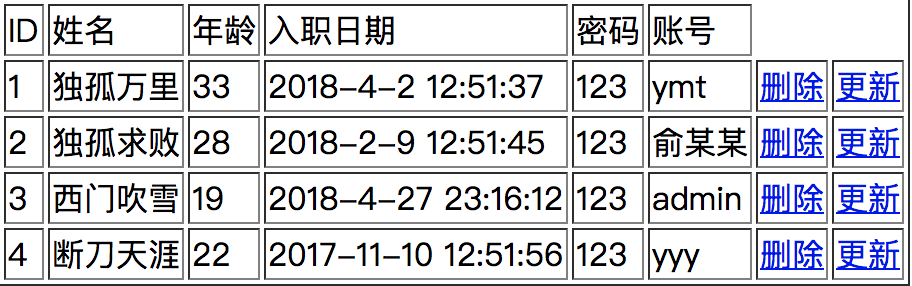 ID 姓名 年龄 入职日期 密码 账号
1 独孤万里 33 2018-4-2 12:51:37 123 ymt 删除 更新
2 独孤求败 28 2018-2-9 12:51:45 123 俞某某 删除 更新
3 西门吹雪 19 2018-4-27 23:16:12 123 admin 删除 更新
4 断刀天涯 22 2017-11-10 12:51:56 123 yyy 删除 更新